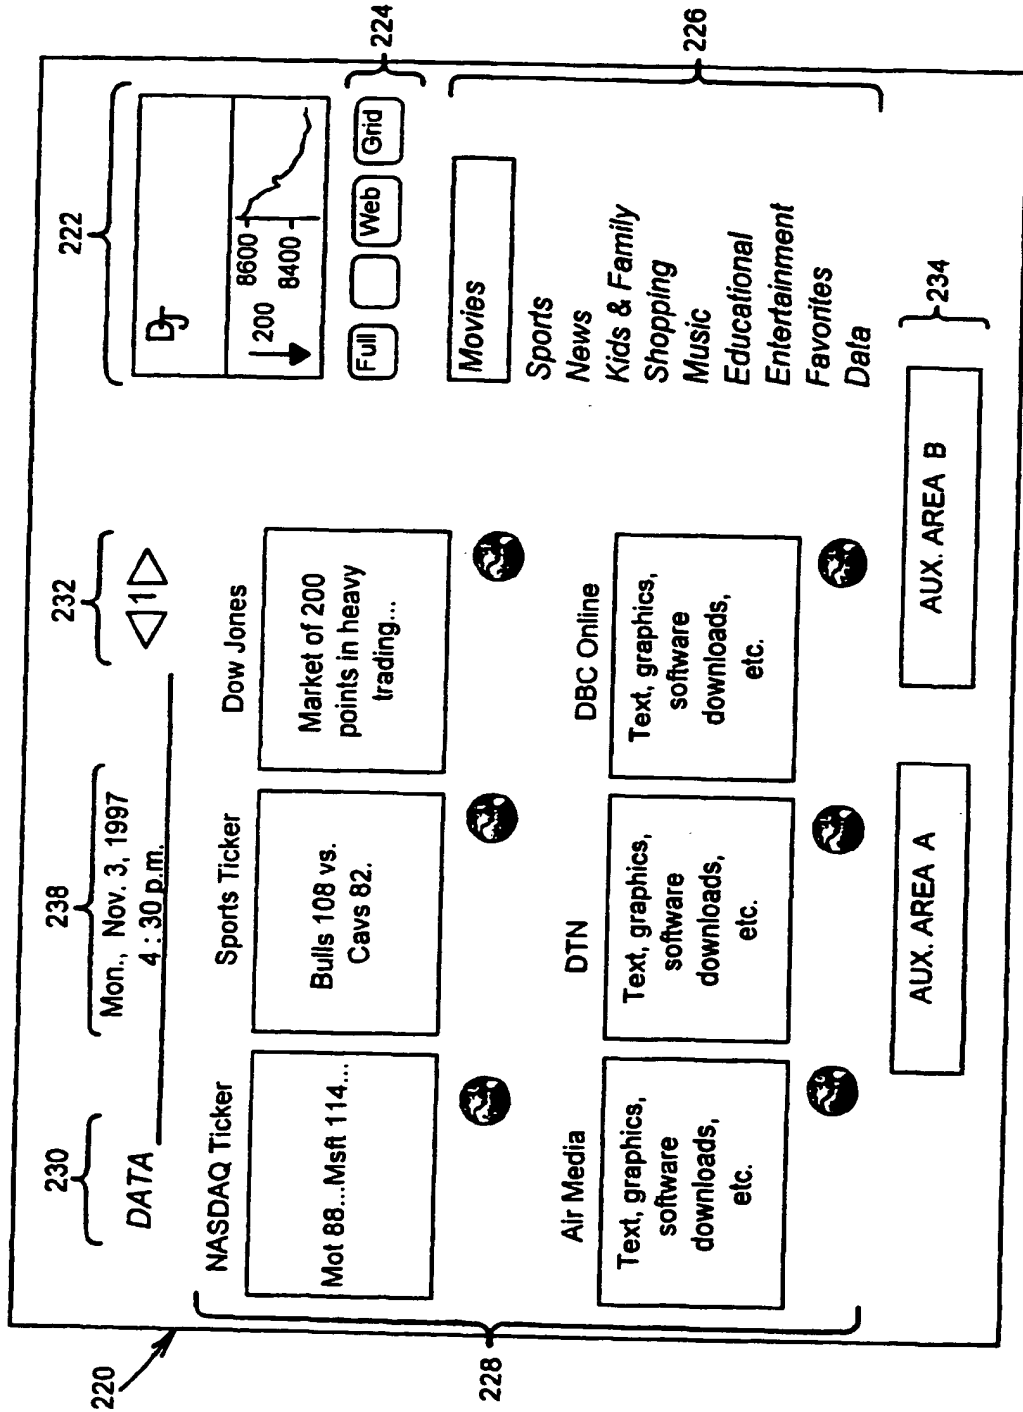 220
230
238
232
222
DATA
Mon., Nov. 3, 1997
4 : 30 p.m.
1
DJ
200
8600
8400
Full
Web
Grid
224
228
NASDAQ Ticker
Mot 88...Msft 114...
Sports Ticker
Bulls 108 vs.
Cavs 82.
Dow Jones
Market of 200
points in heavy
trading...
Air Media
Text, graphics,
software
downloads,
etc.
DTN
Text, graphics,
software
downloads,
etc.
DBC Online
Text, graphics,
software
downloads,
etc.
Movies
Sports
News
Kids & Family
Shopping
Music
Educational
Entertainment
Favorites
Data
226
AUX. AREA A
AUX. AREA B
234